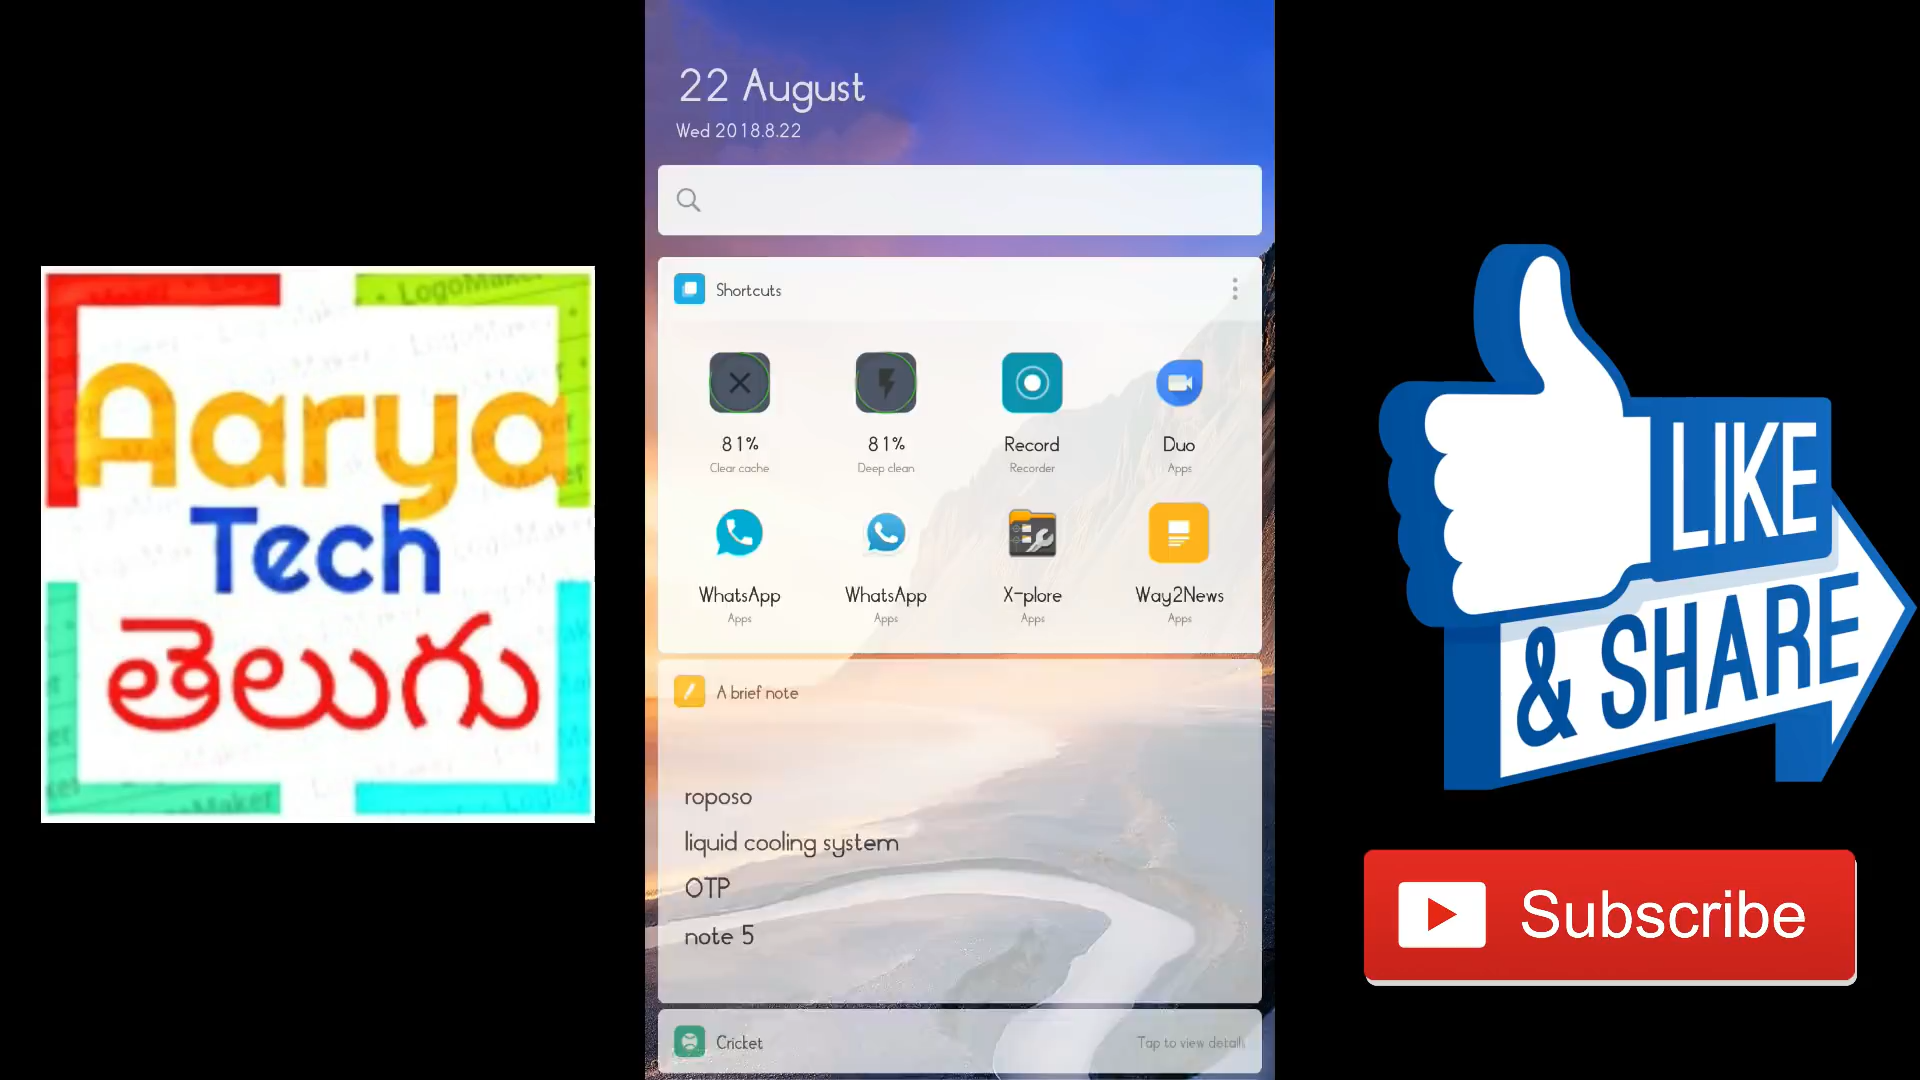 Aarya
Tech
తెలుగు
LogoMaker
22 August
Wed 2018.8.22
Shortcuts
81%
Clear cache
81%
Deep clean
Record
Recorder
Duo
Apps
WhatsApp
Apps
WhatsApp
Apps
X-plore
Apps
Way2News
Apps
A brief note
roposo
liquid cooling system
OTP
note 5
Cricket
Tap to view details
LIKE
& SHARE
Subscribe